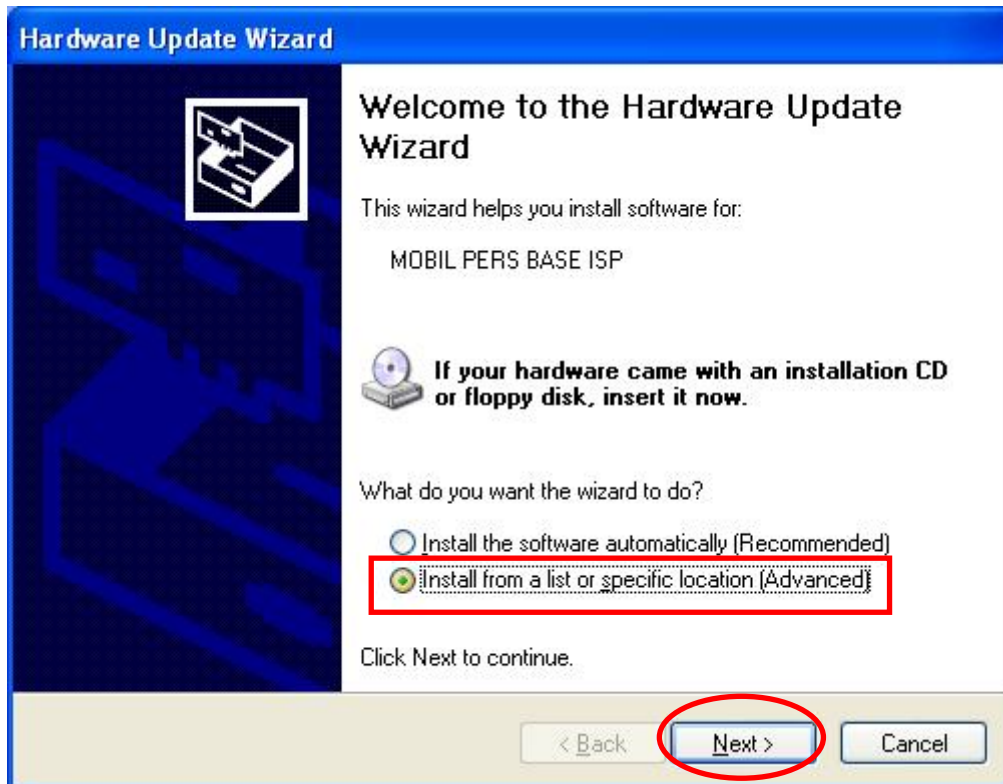 Hardware Update Wizard
Welcome to the Hardware Update
Wizard
This wizard helps you install software for:
MOBIL PERS BASE ISP
If your hardware came with an installation CD
or floppy disk, insert it now.
What do you want the wizard to do?
Install the software automatically (Recommended)
Install from a list or specific location (Advanced)
Click Next to continue.
< Back Next > Cancel